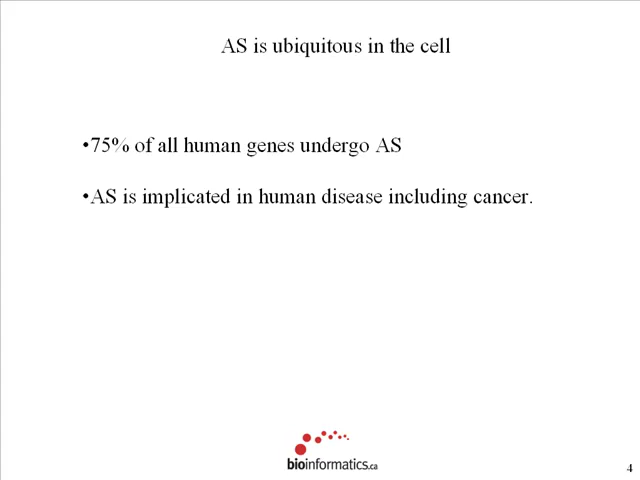 AS is ubiquitous in the cell
•75% of all human genes undergo AS
•AS is implicated in human disease including cancer.
bioinformatics.ca
4